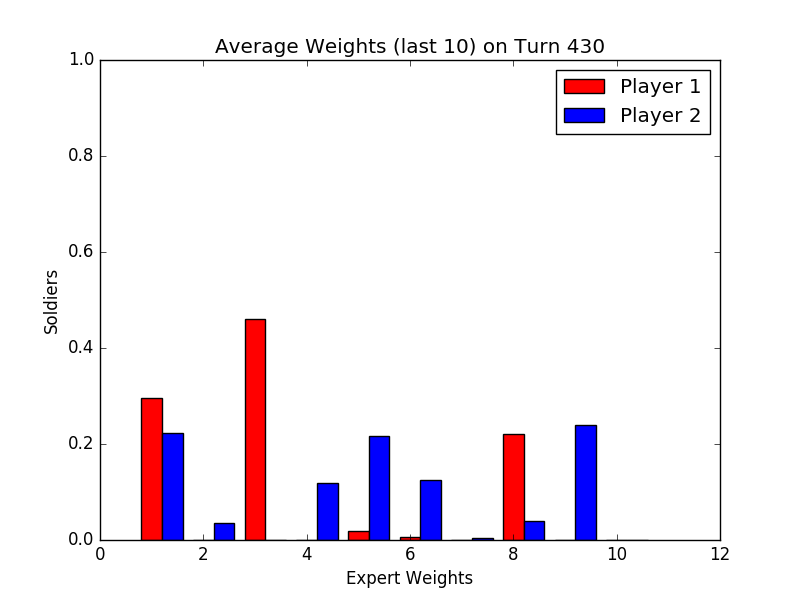 Average Weights (last 10) on Turn 430
1.0
0.8
0.6
0.4
0.2
0.0
Soldiers
Player 1
Player 2
0 2 4 6 8 10 12
Expert Weights